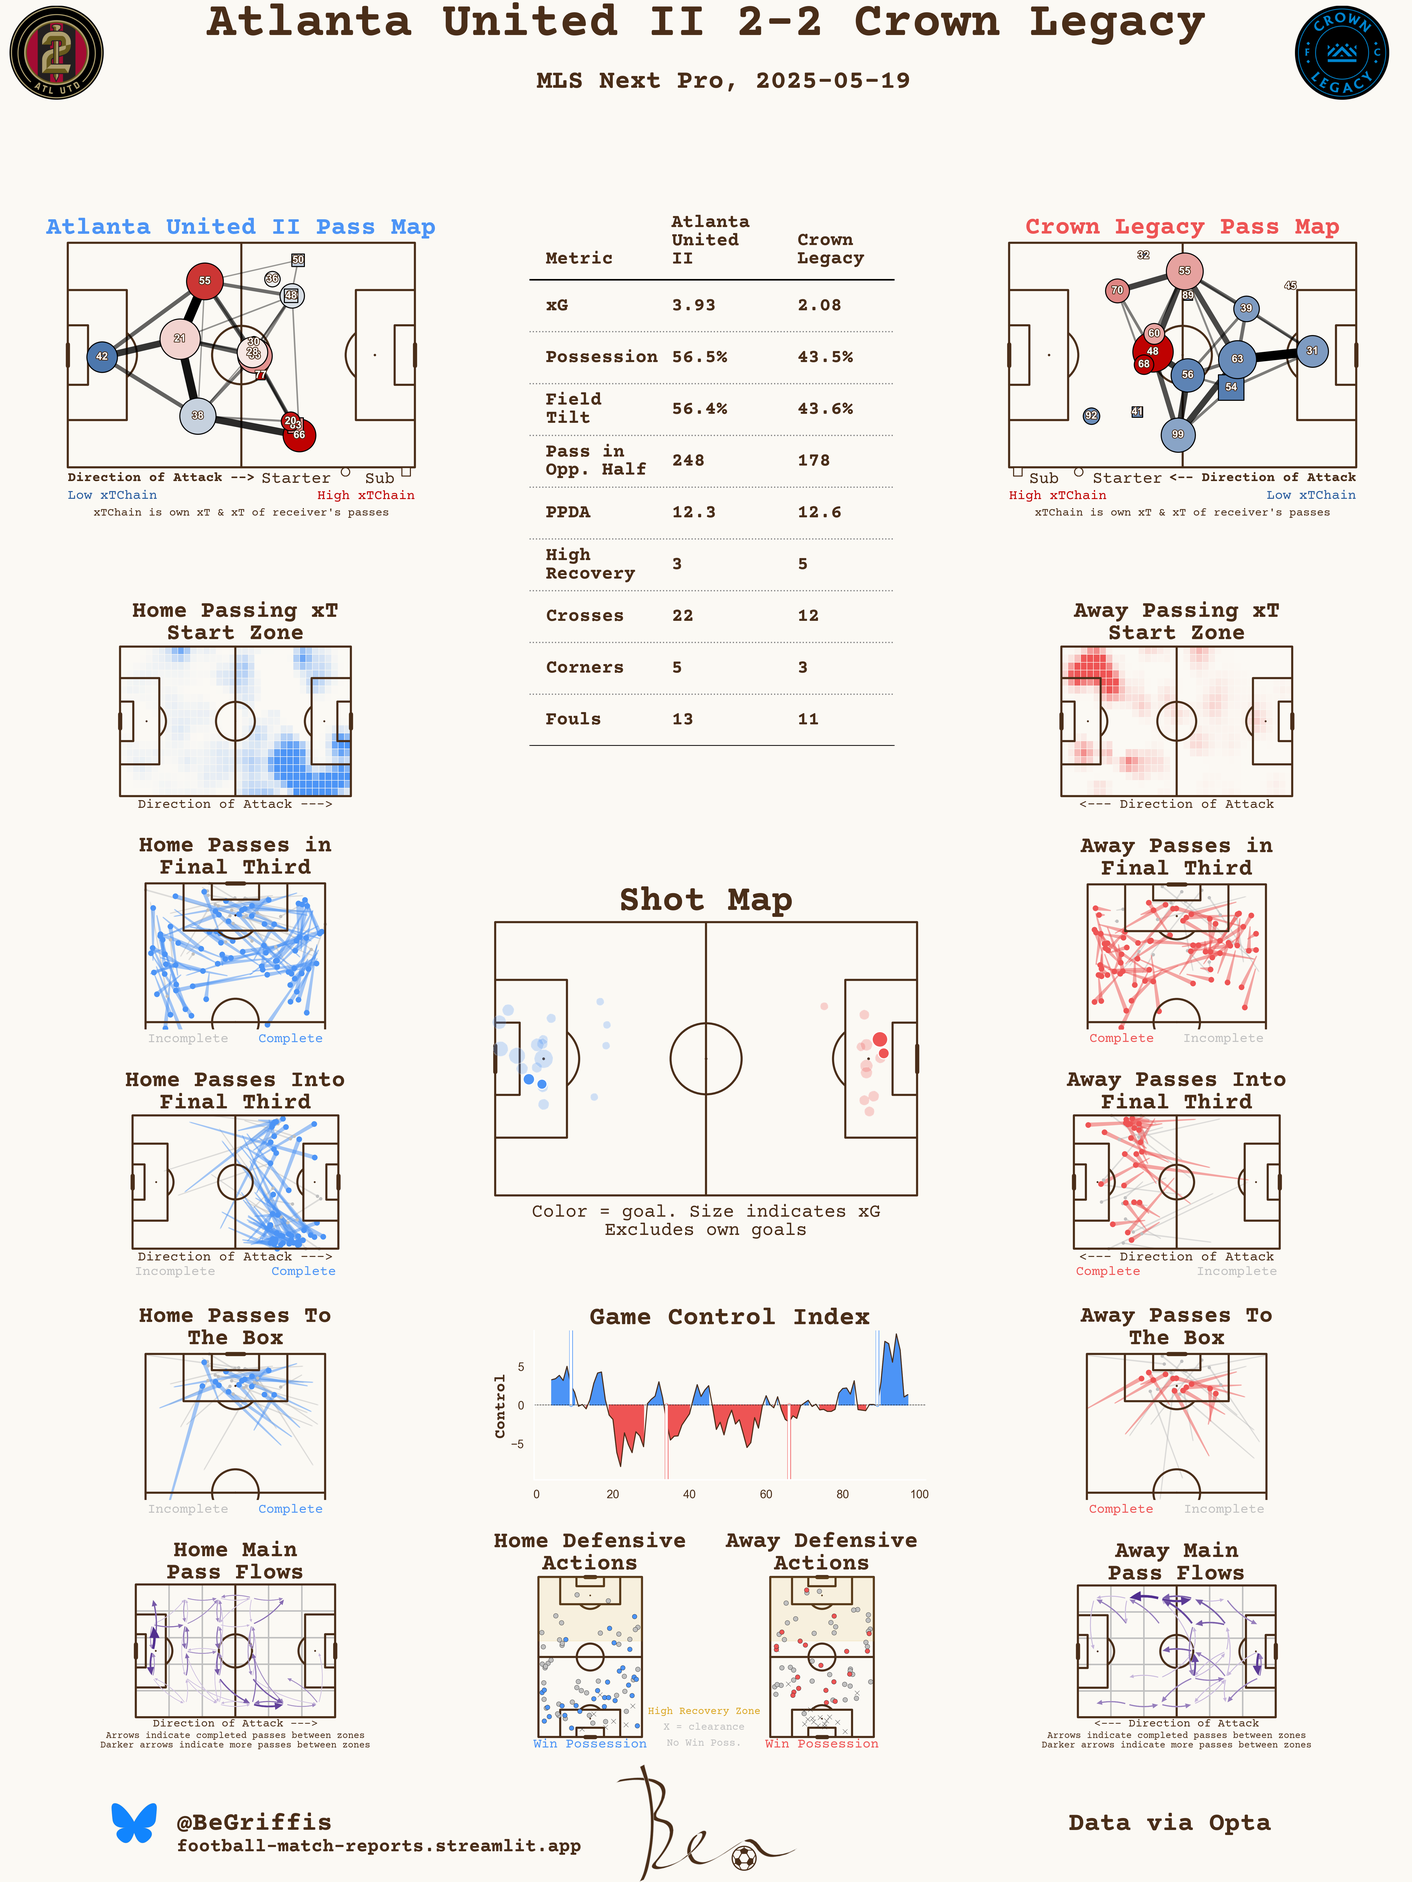 Atlanta United II 2-2 Crown Legacy
MLS Next Pro, 2025-05-19
2
ATL UTD
CROWN
F C
LEGACY
Atlanta United II Pass Map
55
50
36
48
21
42
30
28
77
38
20
66
Direction of Attack --> Starter Sub
Low xTChain High xTChain
xTChain is own xT & xT of receiver's passes
Metric Atlanta United II Crown Legacy
xG 3.93 2.08
Possession 56.5% 43.5%
Field Tilt 56.4% 43.6%
Pass in Opp. Half 248 178
PPDA 12.3 12.6
High Recovery 3 5
Crosses 22 12
Corners 5 3
Fouls 13 11
Crown Legacy Pass Map
32
55
70
89
45
39
60
48
68
63
31
56
54
92
41
99
Sub Starter <-- Direction of Attack
High xTChain Low xTChain
xTChain is own xT & xT of receiver's passes
Home Passing xT
Start Zone
Direction of Attack --->
Away Passing xT
Start Zone
<--- Direction of Attack
Home Passes in
Final Third
Incomplete Complete
Away Passes in
Final Third
Complete Incomplete
Shot Map
Color = goal. Size indicates xG
Excludes own goals
Home Passes Into
Final Third
Direction of Attack --->
Incomplete Complete
Away Passes Into
Final Third
<--- Direction of Attack
Complete Incomplete
Home Passes To
The Box
Incomplete Complete
Game Control Index
Control
5
0
−5
0 20 40 60 80 100
Away Passes To
The Box
Complete Incomplete
Home Main
Pass Flows
Direction of Attack --->
Arrows indicate completed passes between zones
Darker arrows indicate more passes between zones
Home Defensive
Actions
Win Possession
High Recovery Zone
X = clearance
No Win Poss.
Away Defensive
Actions
Win Possession
Away Main
Pass Flows
<--- Direction of Attack
Arrows indicate completed passes between zones
Darker arrows indicate more passes between zones
@BeGriffis
football-match-reports.streamlit.app
Ben
Data via Opta